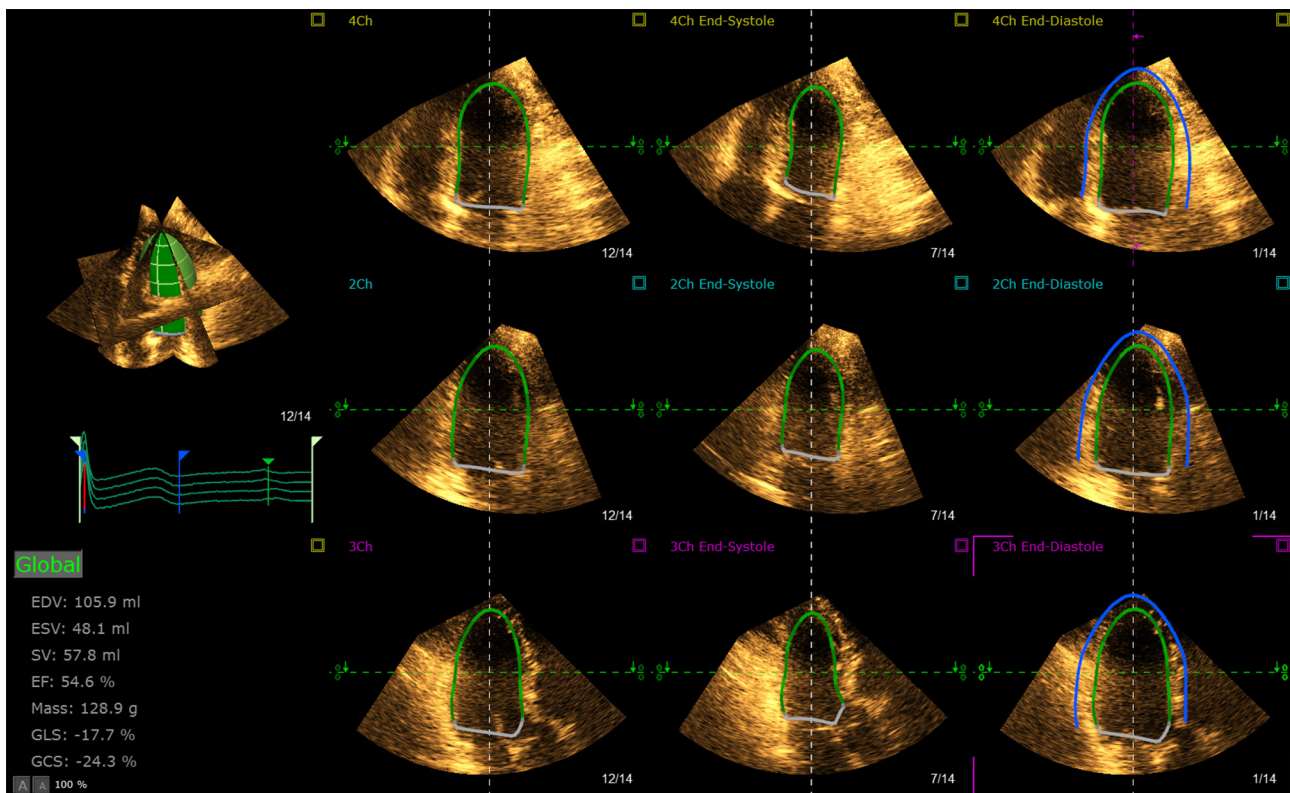 4Ch
4Ch End-Systole
4Ch End-Diastole
12/14
7/14
1/14
2Ch
2Ch End-Systole
2Ch End-Diastole
12/14
12/14
7/14
1/14
3Ch
3Ch End-Systole
3Ch End-Diastole
Global
EDV: 105.9 ml
ESV: 48.1 ml
SV: 57.8 ml
EF: 54.6 %
Mass: 128.9 g
GLS: -17.7 %
GCS: -24.3 %
A A 100 %
12/14
7/14
1/14